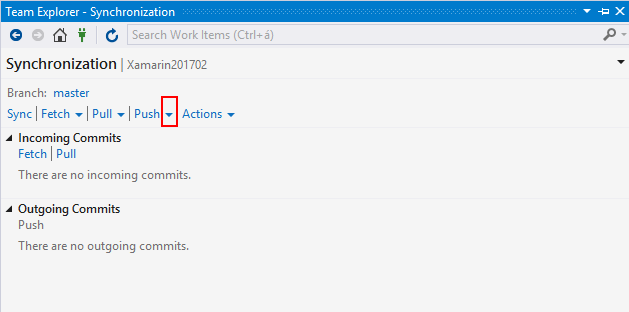 Team Explorer - Synchronization
Search Work Items (Ctrl+á)
Synchronization | Xamarin201702
Branch: master
Sync | Fetch | Pull | Push Actions
Incoming Commits
Fetch | Pull
There are no incoming commits.
Outgoing Commits
Push
There are no outgoing commits.